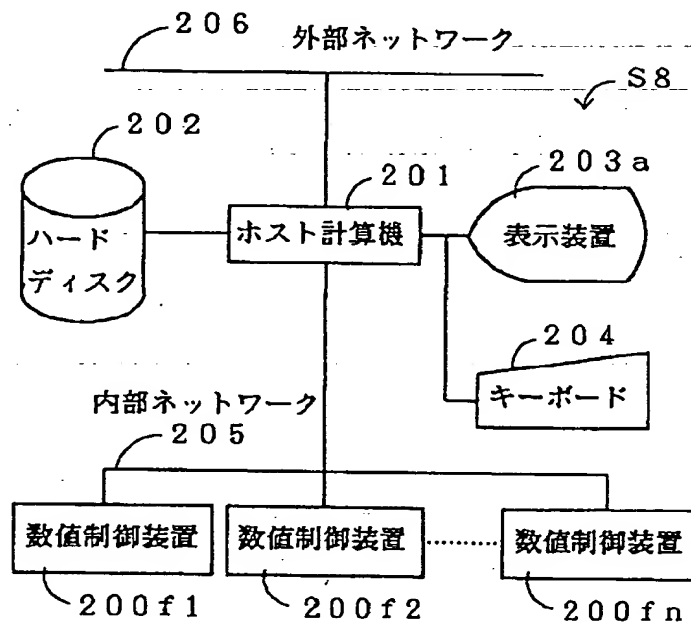 206
外部ネットワーク
S8
202
201
203a
ハード
ディスク
ホスト計算機
表示装置
204
キーボード
内部ネットワーク
205
数値制御装置
数値制御装置
数値制御装置
200f1
200f2
200fn